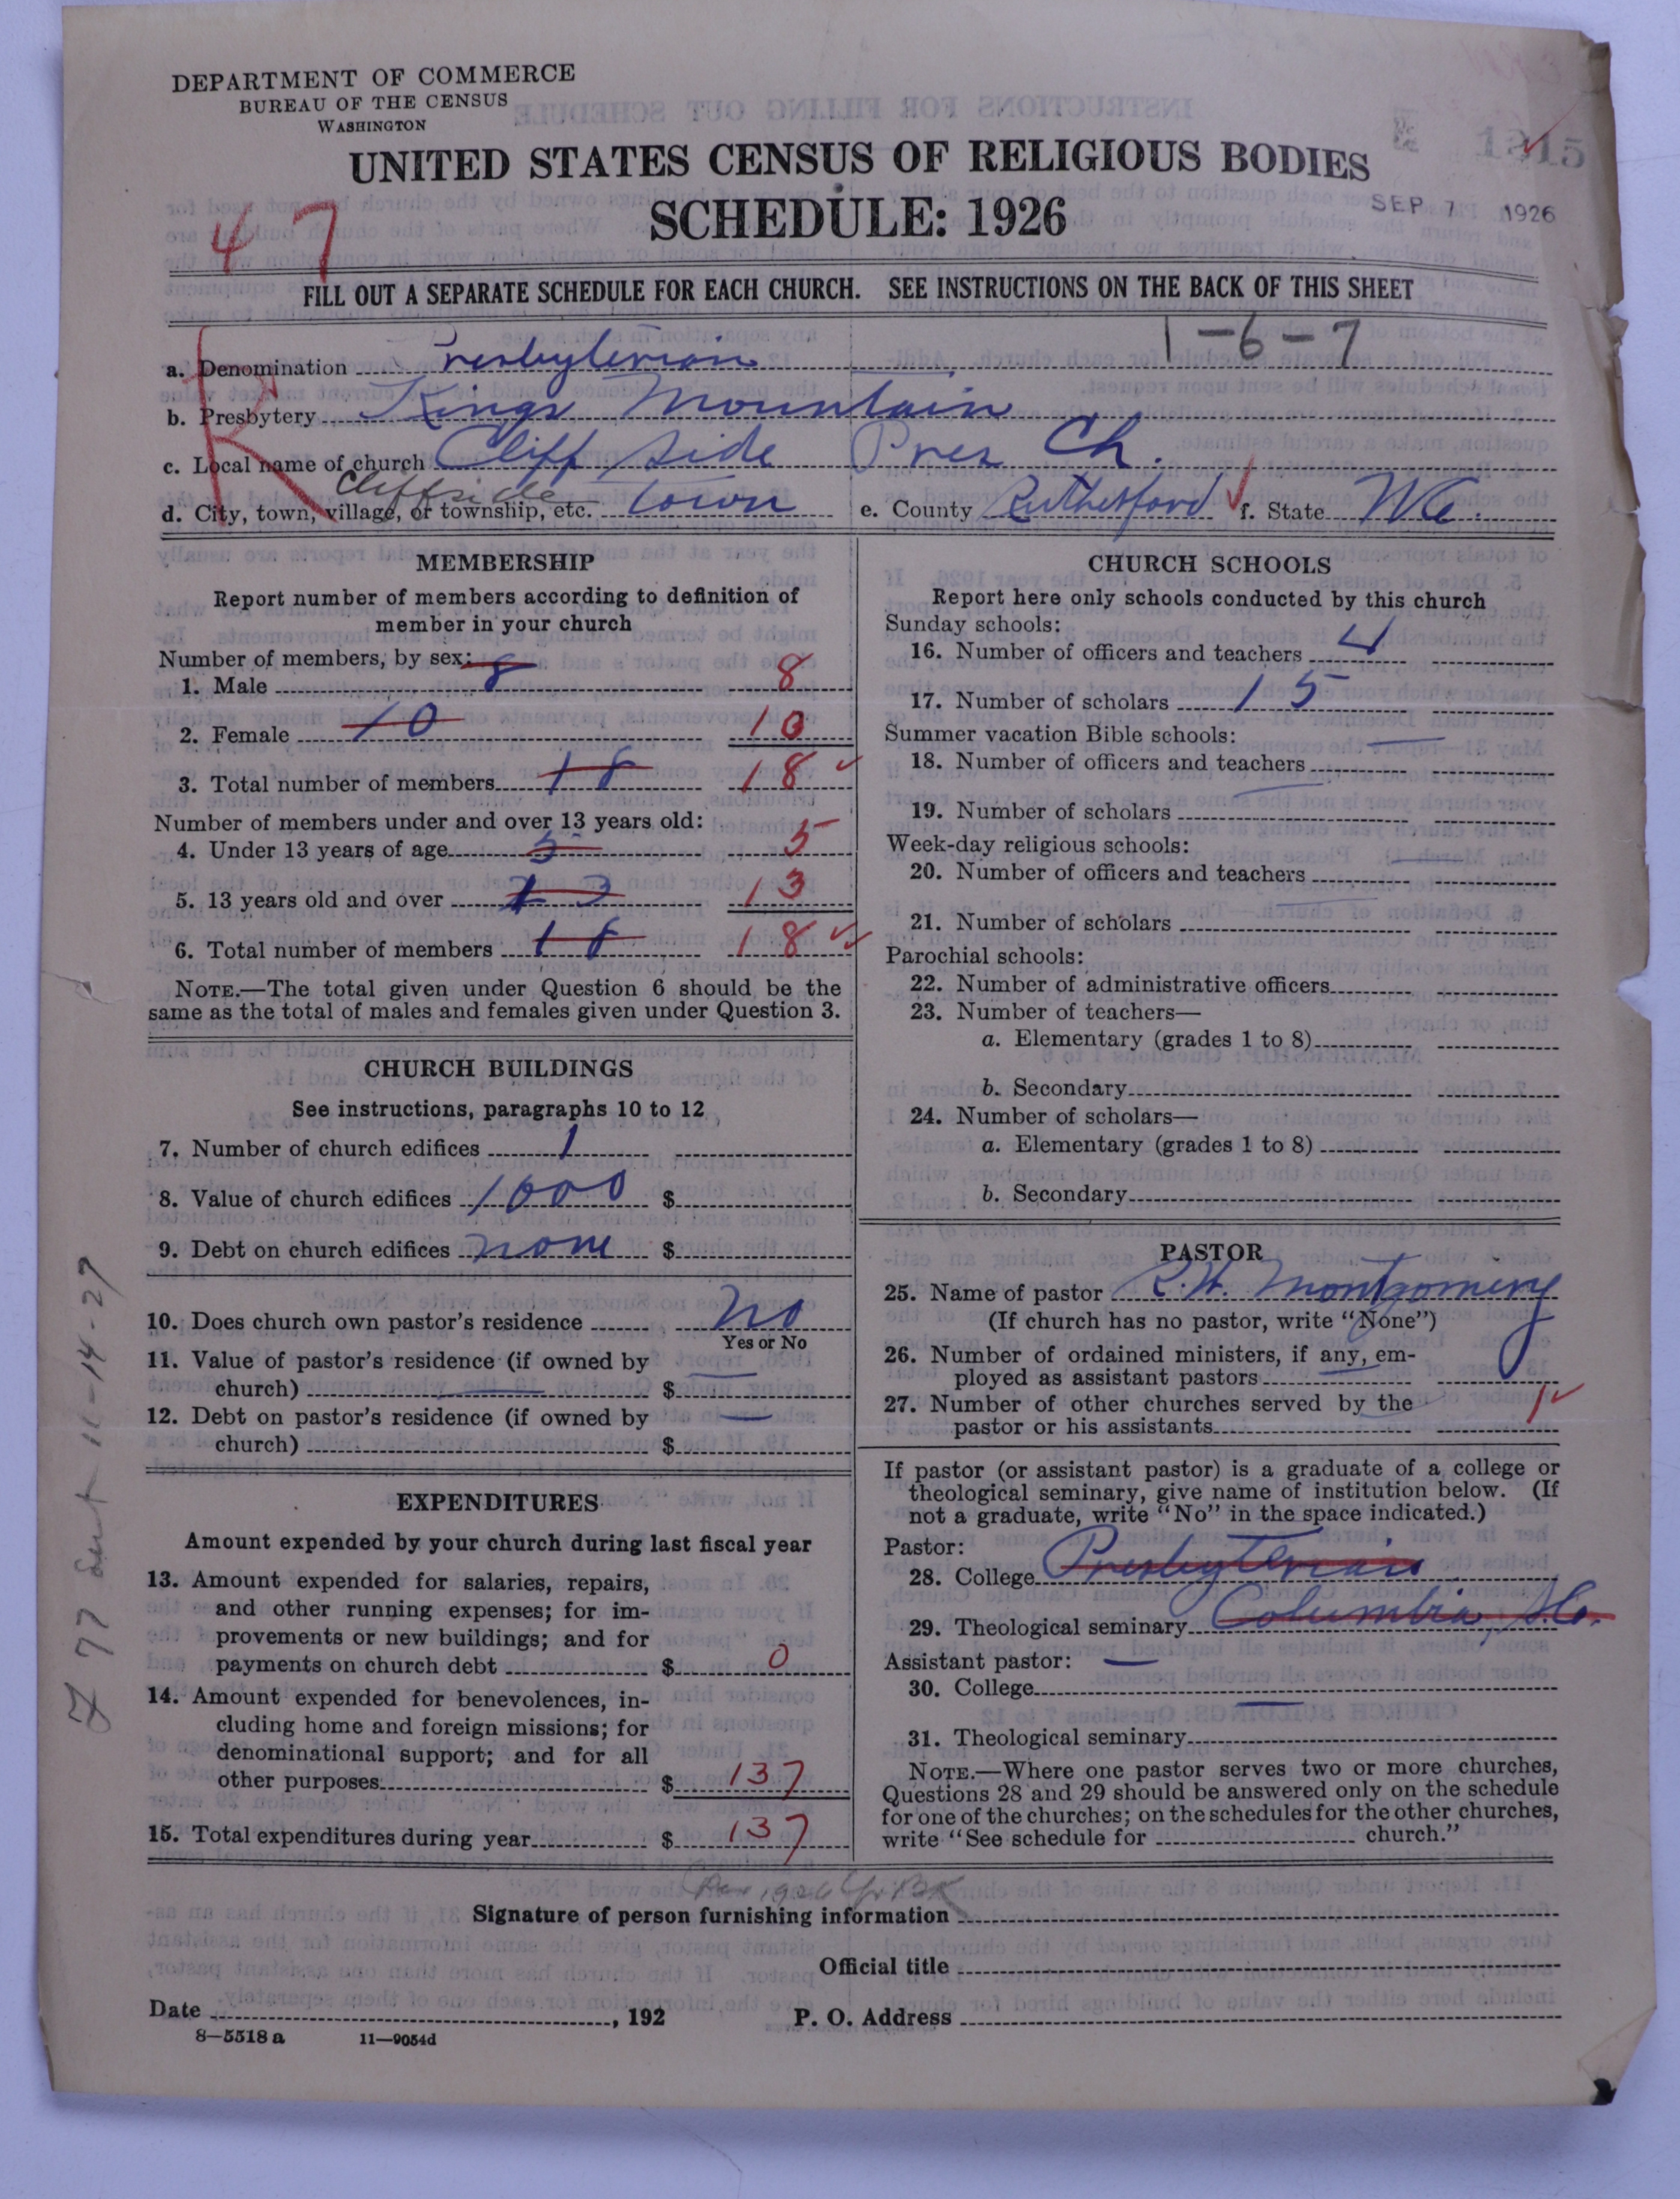 DEPARTMENT OF COMMERCE
BUREAU OF THE CENSUS
WASHINGTON
UNITED STATES CENSUS OF RELIGIOUS BODIES
SCHEDULE: 1926
SEP 7 1926
47
FILL OUT A SEPARATE SCHEDULE FOR EACH CHURCH. SEE INSTRUCTIONS ON THE BACK OF THIS SHEET
1-6-7
a. Denomination Presbyterian
b. Presbytery Kings Mountain
c. Local name of church Cliff Side Pres Ch.
Cliffside
d. City, town, village, or township, etc. town e. County Rutherford f. State N.C.
MEMBERSHIP
Report number of members according to definition of
member in your church
Number of members, by sex:
1. Male 8 8
2. Female 10 10
3. Total number of members 18 18
Number of members under and over 13 years old:
4. Under 13 years of age 5 5
5. 13 years old and over 13 13
6. Total number of members 18 18
NOTE.—The total given under Question 6 should be the
same as the total of males and females given under Question 3.
CHURCH BUILDINGS
See instructions, paragraphs 10 to 12
7. Number of church edifices 1
8. Value of church edifices 1000 $
9. Debt on church edifices none $
10. Does church own pastor's residence No
Yes or No
11. Value of pastor's residence (if owned by
church) $
12. Debt on pastor's residence (if owned by
church) $
EXPENDITURES
Amount expended by your church during last fiscal year
13. Amount expended for salaries, repairs,
and other running expenses; for im-
provements or new buildings; and for
payments on church debt $ 0
14. Amount expended for benevolences, in-
cluding home and foreign missions; for
denominational support; and for all
other purposes $ 137
15. Total expenditures during year $ 137
CHURCH SCHOOLS
Report here only schools conducted by this church
Sunday schools:
16. Number of officers and teachers 4
17. Number of scholars 15
Summer vacation Bible schools: —
18. Number of officers and teachers
19. Number of scholars
Week-day religious schools:
20. Number of officers and teachers
21. Number of scholars
Parochial schools:
22. Number of administrative officers
23. Number of teachers—
a. Elementary (grades 1 to 8)
b. Secondary
24. Number of scholars—
a. Elementary (grades 1 to 8)
b. Secondary
PASTOR
25. Name of pastor R.H. Montgomery
(If church has no pastor, write "None")
26. Number of ordained ministers, if any, em-
ployed as assistant pastors
27. Number of other churches served by the
pastor or his assistants 1
If pastor (or assistant pastor) is a graduate of a college or
theological seminary, give name of institution below. (If
not a graduate, write "No" in the space indicated.)
Pastor:
28. College Presbyterian
29. Theological seminary Columbia, So.
Assistant pastor: —
30. College
31. Theological seminary
NOTE.—Where one pastor serves two or more churches,
Questions 28 and 29 should be answered only on the schedule
for one of the churches; on the schedules for the other churches,
write "See schedule for church."
1926 Yr BK
Signature of person furnishing information
Official title
Date , 192 P. O. Address
8—5518 a 11—9054d
77 Sent 11-14-27